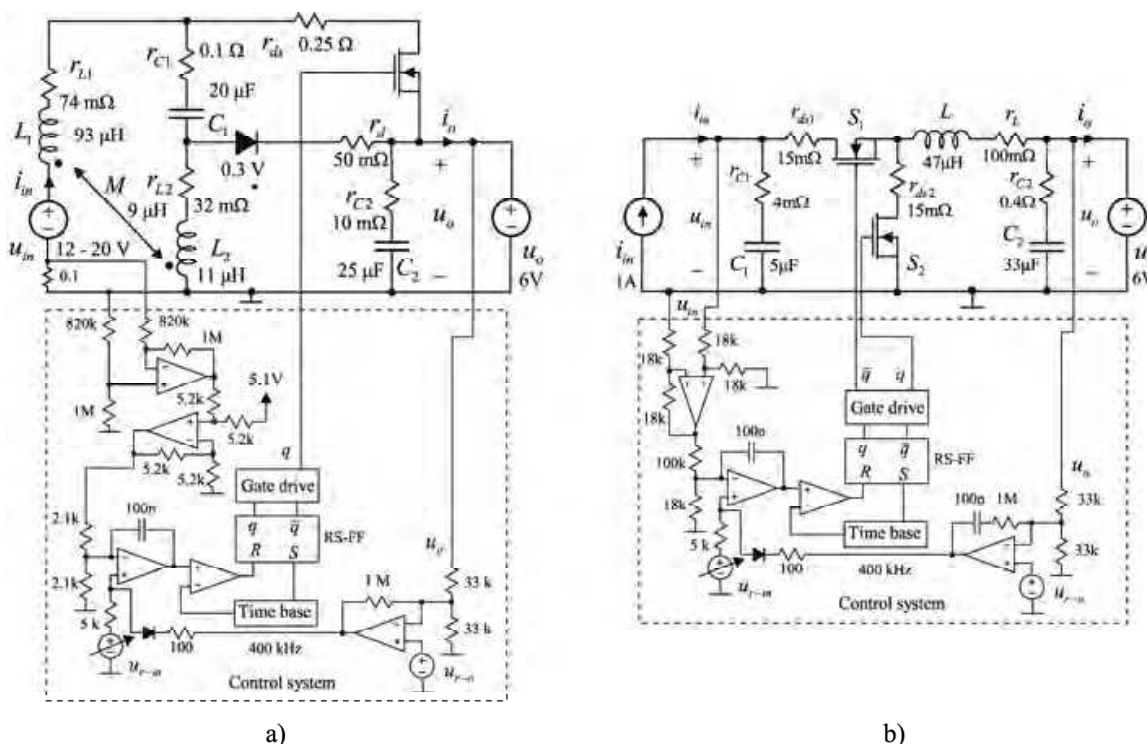 r_C1
0.1 Ω
r_ds
0.25 Ω
r_L1
74 mΩ
20 μF
C_1
L_1
93 μH
0.3 V
r_d
50 mΩ
i_o
+
i_in
M
9 μH
r_L2
32 mΩ
r_C2
10 mΩ
u_o
u_in
12 - 20 V
L_2
11 μH
25 μF
C_2
u_o
6V
0.1
820k
820k
1M
5.1V
1M
5.2k
5.2k
5.2k
5.2k
q
Gate drive
2.1k
100n
q
q̄
RS-FF
R
S
u_o
2.1k
1 M
33 k
Time base
33 k
5 k
100
400 kHz
u_r-in
u_r-o
Control system
a)
i_in
r_ds1
S_1
L
r_L
i_o
+
15mΩ
47μH
100mΩ
+
r_C1
4mΩ
r_ds2
15mΩ
r_C2
0.4Ω
u_in
u_o
C_1
5μF
S_2
C_2
33μF
i_in
1A
6V
u_in
18k
18k
18k
18k
q̄
q
Gate drive
100n
100k
q
q̄
RS-FF
R
S
u_o
18k
100n
1M
33k
Time base
33k
5 k
100
400 kHz
u_r-in
u_r-o
Control system
b)